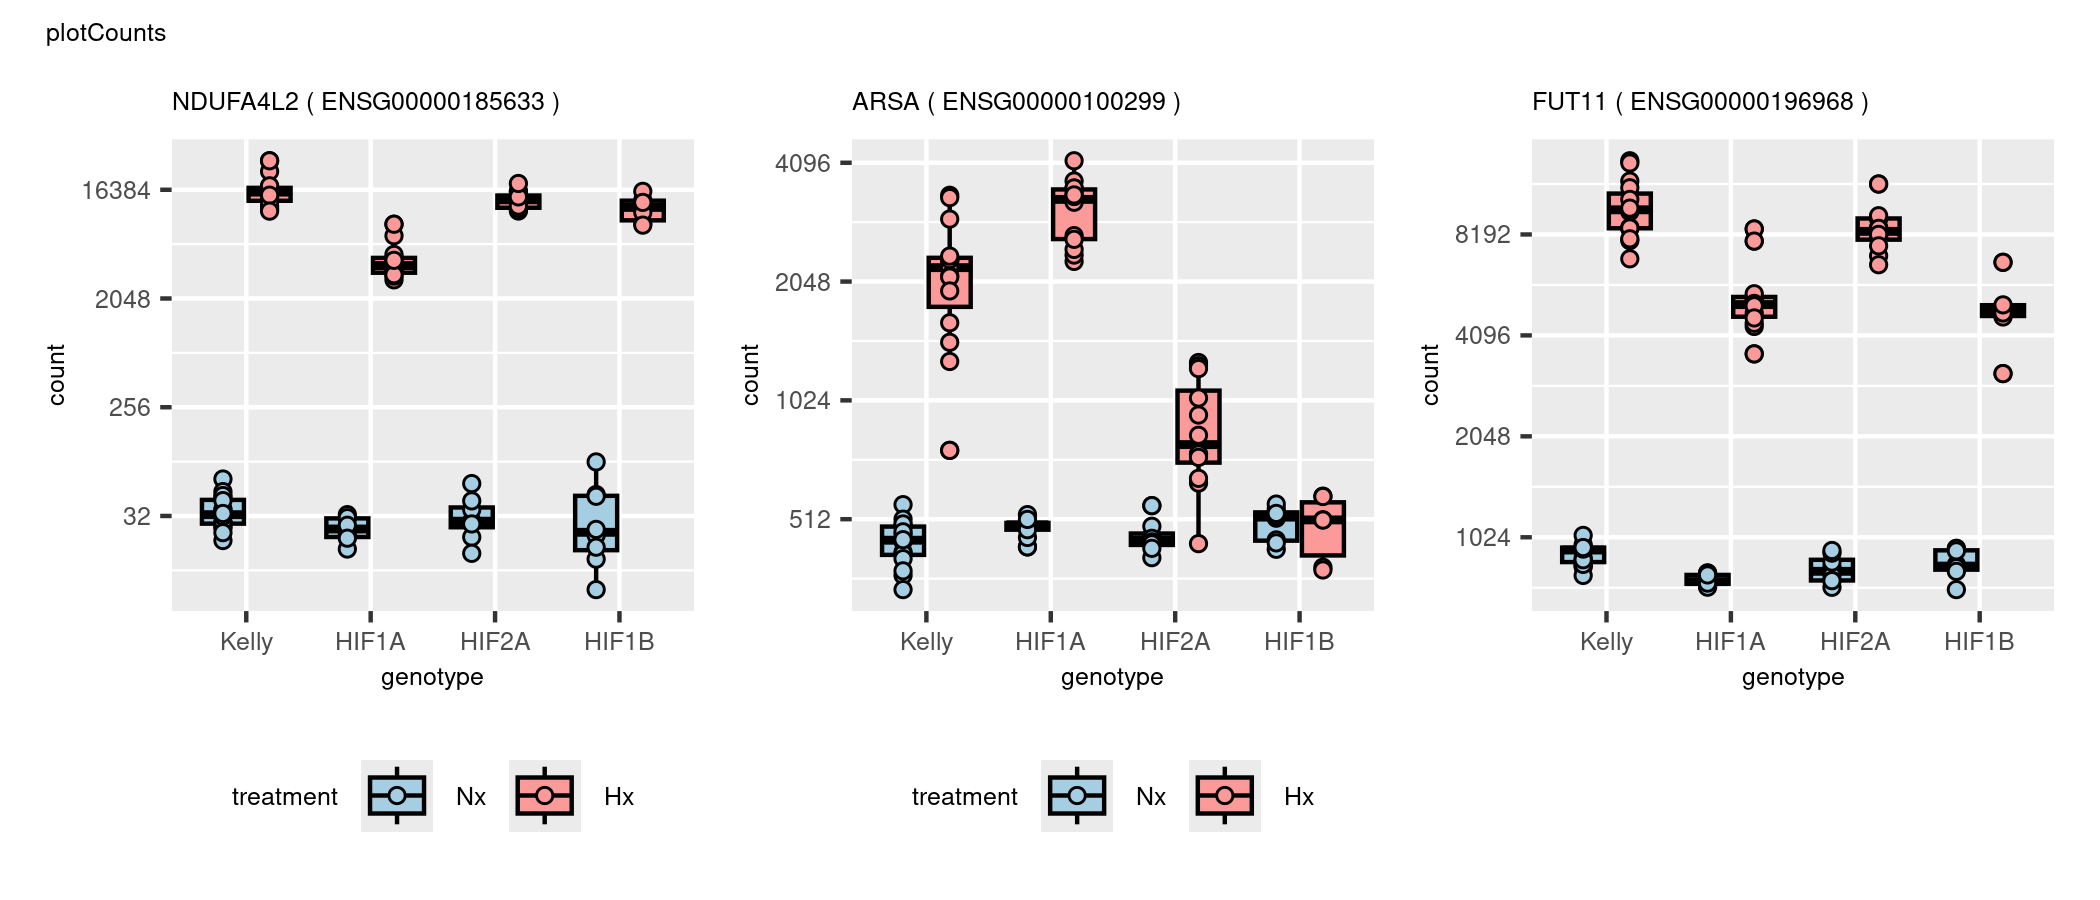 plotCounts
NDUFA4L2 ( ENSG00000185633 )
count
16384
2048
256
32
Kelly HIF1A HIF2A HIF1B
genotype
treatment Nx Hx
ARSA ( ENSG00000100299 )
count
4096
2048
1024
512
Kelly HIF1A HIF2A HIF1B
genotype
treatment Nx Hx
FUT11 ( ENSG00000196968 )
count
8192
4096
2048
1024
Kelly HIF1A HIF2A HIF1B
genotype